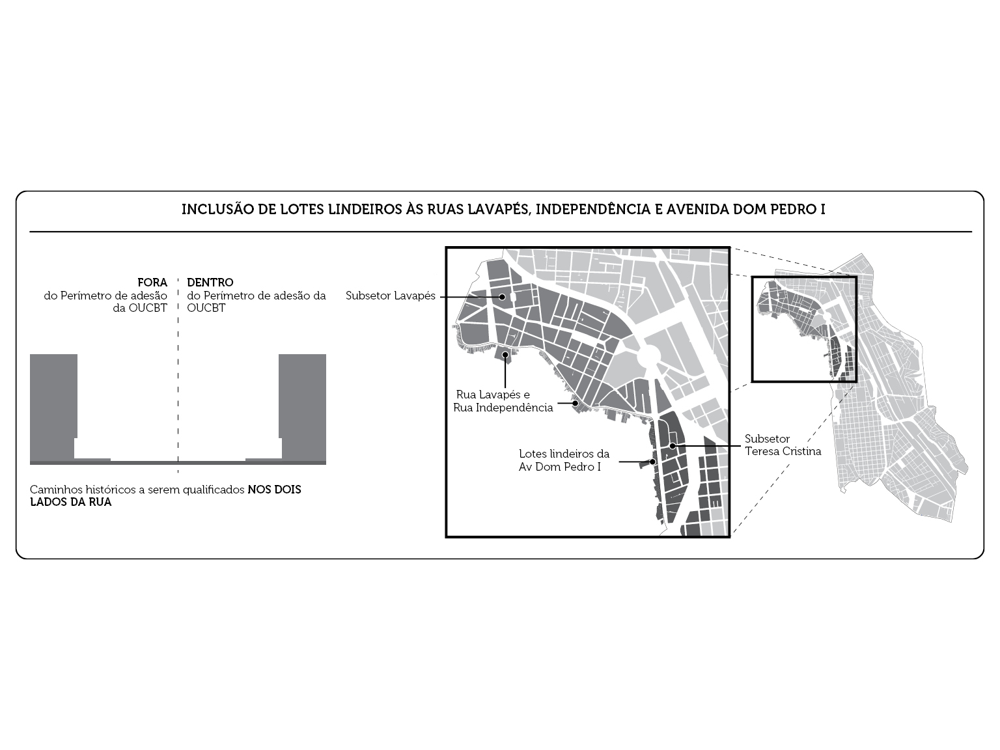 INCLUSÃO DE LOTES LINDEIROS ÀS RUAS LAVAPÉS, INDEPENDÊNCIA E AVENIDA DOM PEDRO I
FORA
do Perímetro de adesão
da OUCBT
DENTRO
do Perímetro de adesão da
OUCBT
Caminhos históricos a serem qualificados NOS DOIS
LADOS DA RUA
Subsetor Lavapés
Rua Lavapés e
Rua Independência
Lotes lindeiros da
Av Dom Pedro I
Subsetor
Teresa Cristina